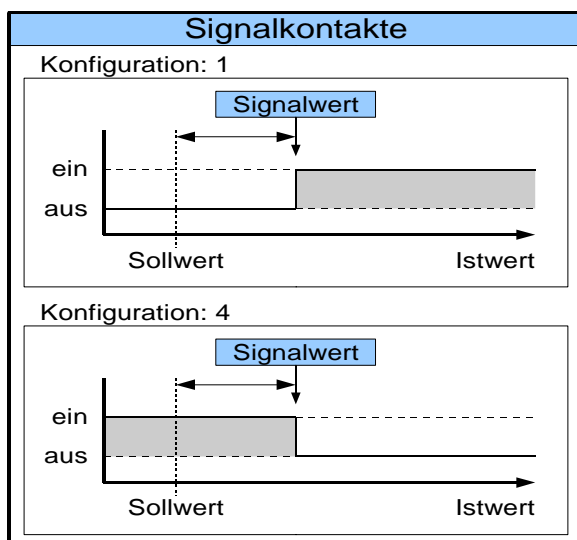 Signalkontakte
Konfiguration: 1
Signalwert
ein
aus
Sollwert Istwert
Konfiguration: 4
Signalwert
ein
aus
Sollwert Istwert